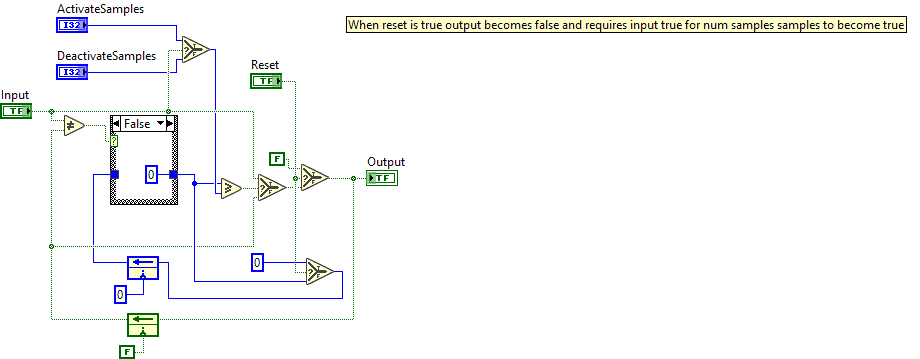 ActivateSamples
When reset is true output becomes false and requires input true for num samples samples to become true
I32
T
F
?
DeactivateSamples
I32
Reset
TF
Input
TF
≠
False
?
0
≥
?
T
F
F
?
T
F
Output
TF
0
?
T
F
0
F